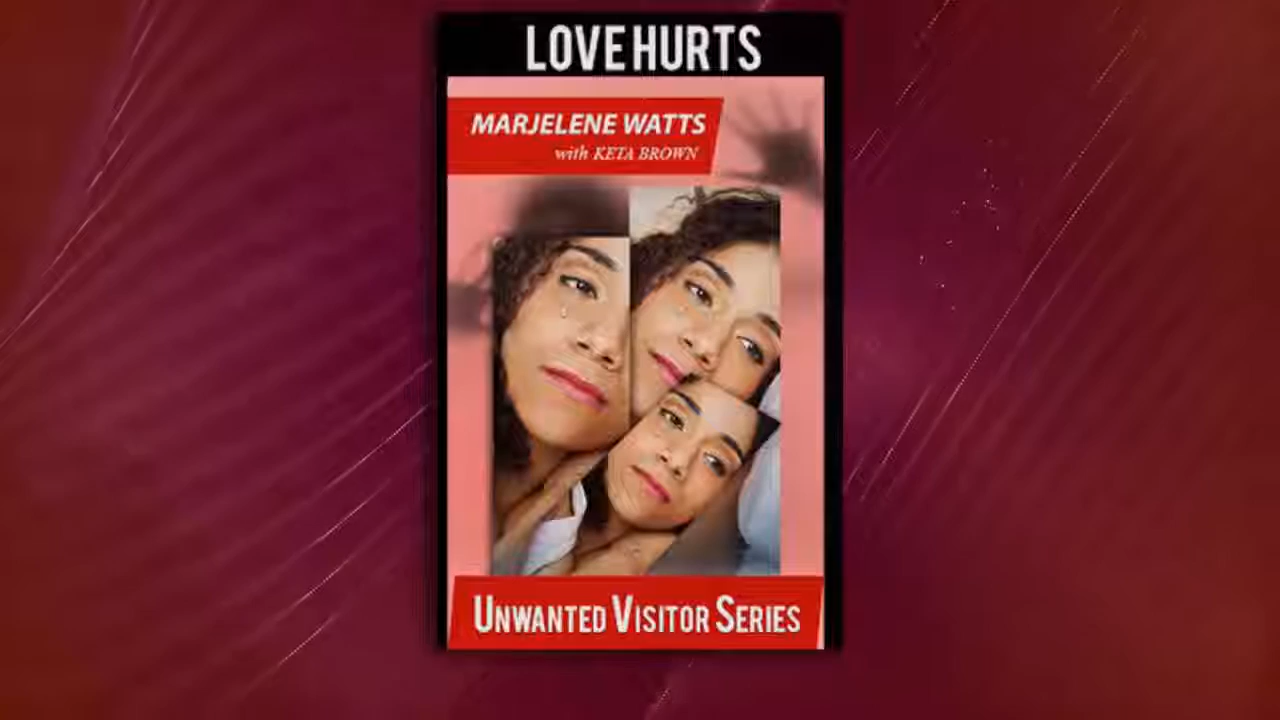 LOVE HURTS
MARJELENE WATTS
with KETA BROWN
UNWANTED VISITOR SERIES